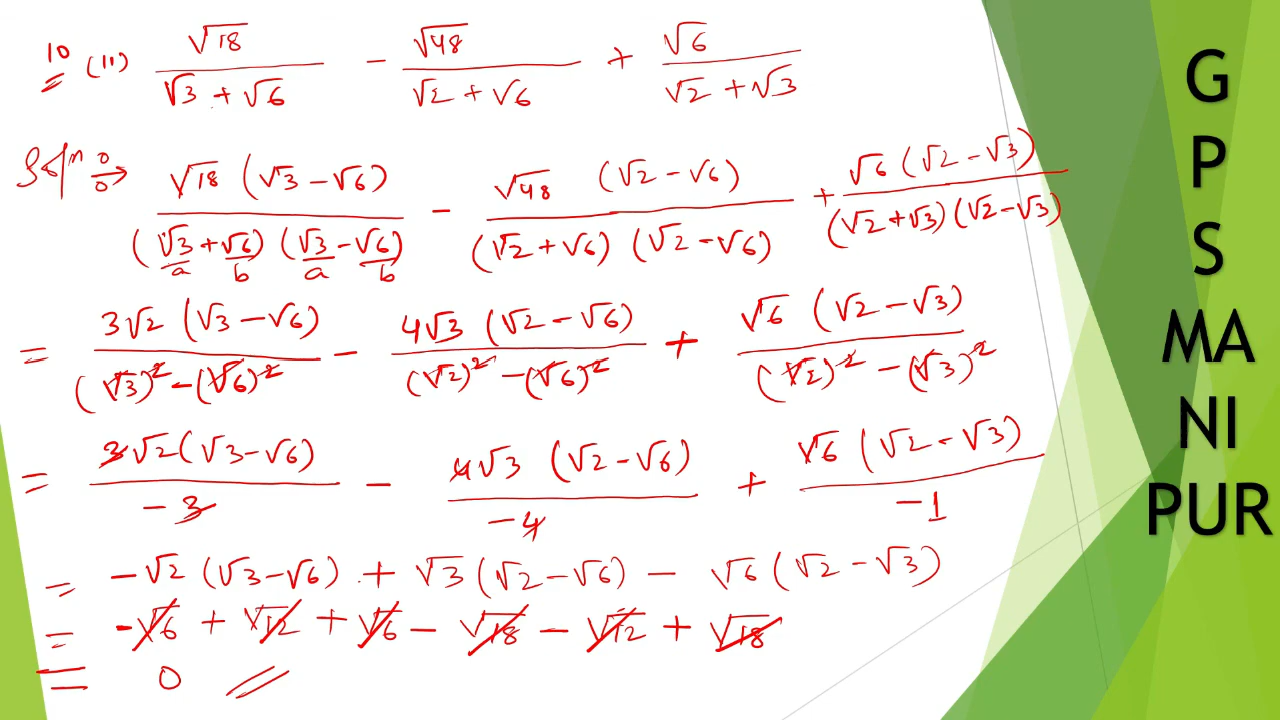 10 (ii) √18/(√3 + √6) - √48/(√2 + √6) + √6/(√2 + √3)
Solⁿ : → √18 (√3 - √6)/((√3 + √6) (√3 - √6)) - √48 (√2 - √6)/((√2 + √6) (√2 - √6)) + √6 (√2 - √3)/((√2 + √3) (√2 - √3))
a b a b
= 3√2 (√3 - √6)/((√3)² - (√6)²) - 4√3 (√2 - √6)/((√2)² - (√6)²) + √6 (√2 - √3)/((√2)² - (√3)²)
= 3√2 (√3 - √6)/-3 - 4√3 (√2 - √6)/-4 + √6 (√2 - √3)/-1
= -√2 (√3 - √6) + √3 (√2 - √6) - √6 (√2 - √3)
= -√6 + √12 + √6 - √18 - √12 + √18
= 0 //
G
P
S
MA
NI
PUR